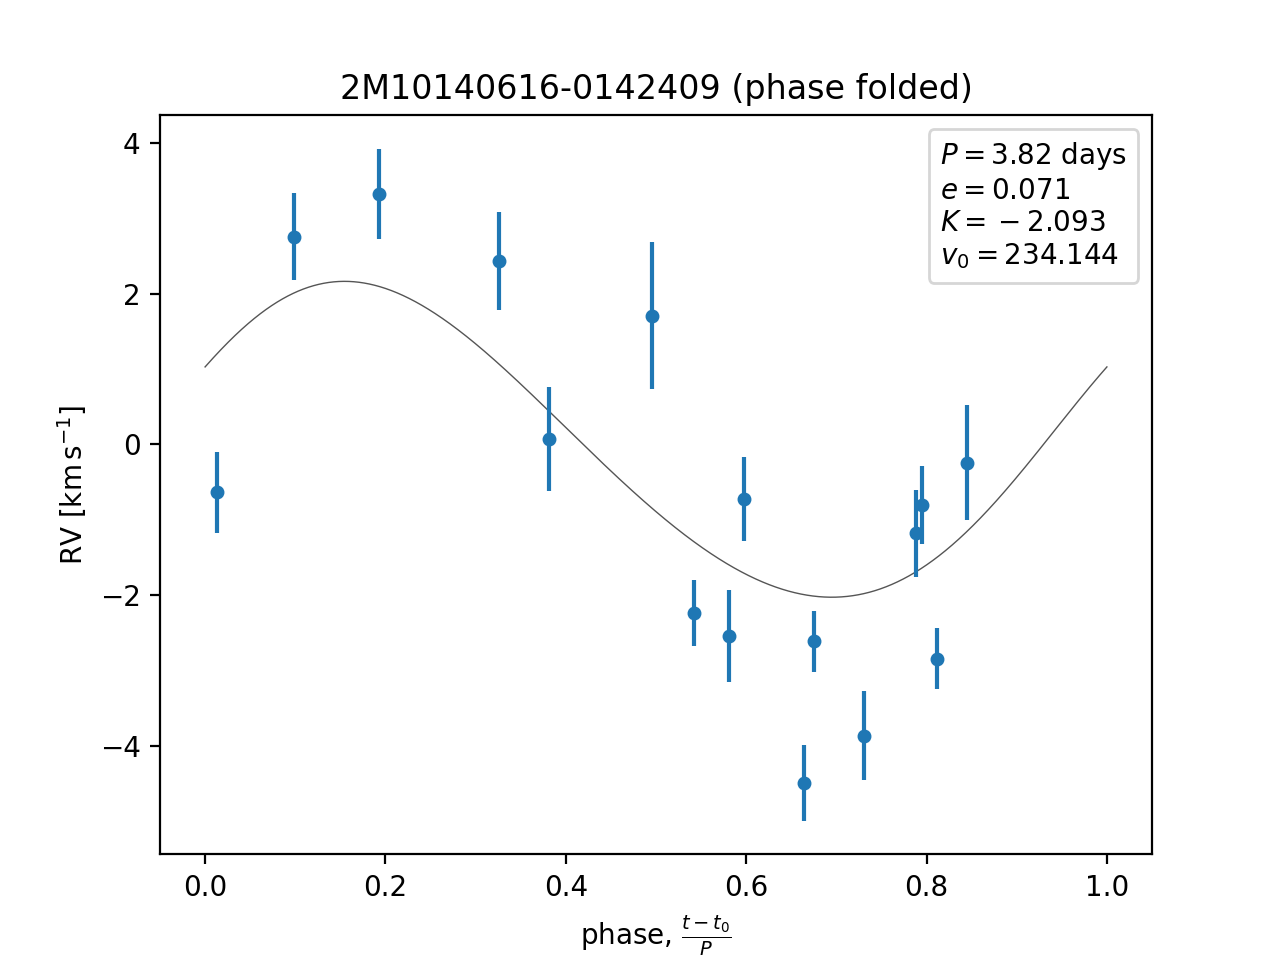 2M10140616-0142409 (phase folded)
P = 3.82 days
e = 0.071
K = −2.093
v₀ = 234.144
4
2
0
−2
−4
RV [km s⁻¹]
0.0 0.2 0.4 0.6 0.8 1.0
phase, (t − t₀)/P